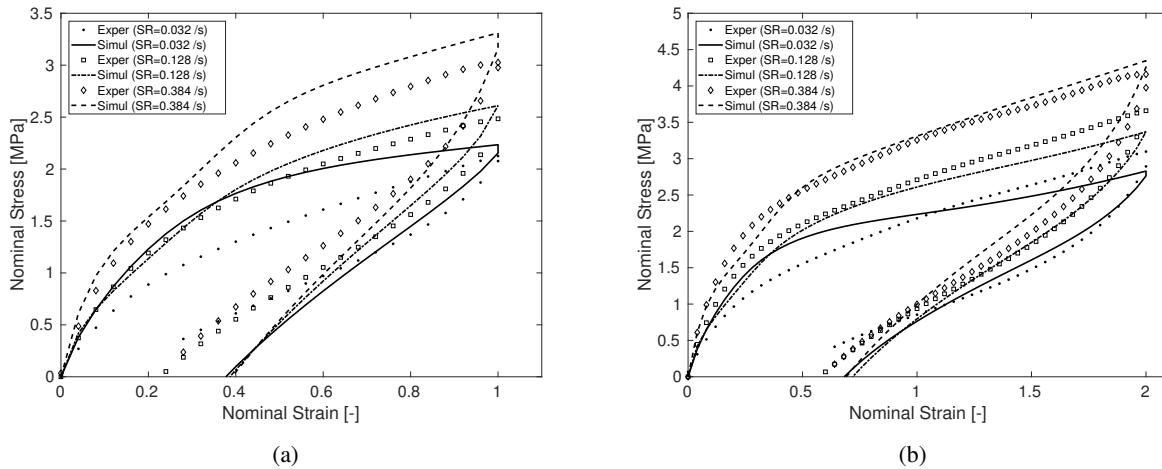 3.5
3
2.5
2
1.5
1
0.5
0
Nominal Stress [MPa]
Exper (SR=0.032 /s)
Simul (SR=0.032 /s)
Exper (SR=0.128 /s)
Simul (SR=0.128 /s)
Exper (SR=0.384 /s)
Simul (SR=0.384 /s)
0 0.2 0.4 0.6 0.8 1
Nominal Strain [-]
(a)
5
4.5
4
3.5
3
2.5
2
1.5
1
0.5
0
Nominal Stress [MPa]
Exper (SR=0.032 /s)
Simul (SR=0.032 /s)
Exper (SR=0.128 /s)
Simul (SR=0.128 /s)
Exper (SR=0.384 /s)
Simul (SR=0.384 /s)
0 0.5 1 1.5 2
Nominal Strain [-]
(b)